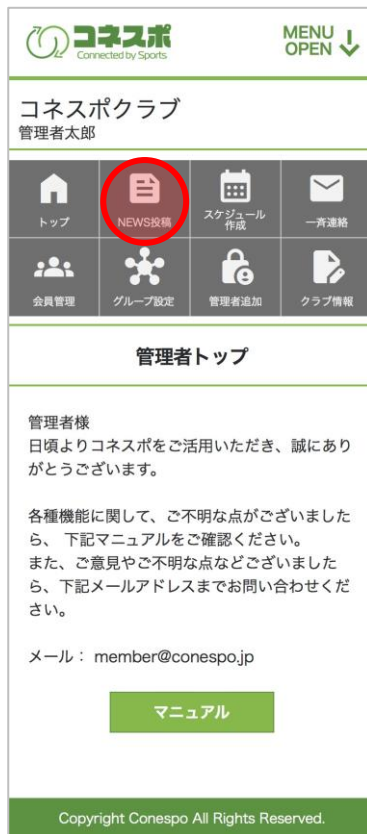 コネスポ
Connected by Sports
MENU
OPEN
コネスポクラブ
管理者太郎
トップ
NEWS投稿
スケジュール
作成
一斉連絡
会員管理
グループ設定
管理者追加
クラブ情報
管理者トップ
管理者様
日頃よりコネスポをご活用いただき、誠にあり
がとうございます。
各種機能に関して、ご不明な点がございました
ら、 下記マニュアルをご確認ください。
また、ご意見やご不明な点などございました
ら、下記メールアドレスまでお問い合わせくだ
さい。
メール： member@conespo.jp
マニュアル
Copyright Conespo All Rights Reserved.